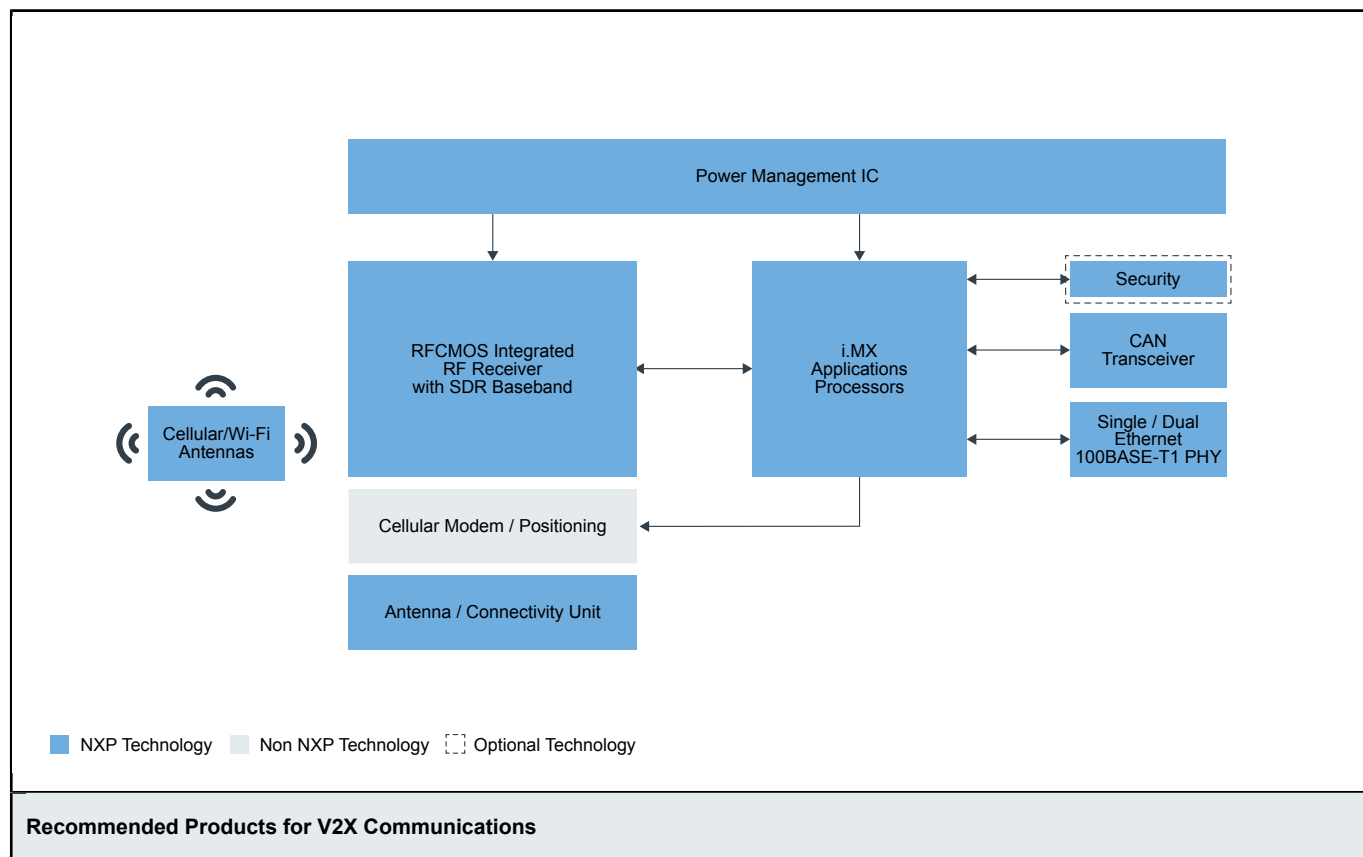 Power Management IC
RFCMOS Integrated
RF Receiver
with SDR Baseband
i.MX
Applications
Processors
Security
CAN
Transceiver
Single / Dual
Ethernet
100BASE-T1 PHY
Cellular/Wi-Fi
Antennas
Cellular Modem / Positioning
Antenna / Connectivity Unit
NXP Technology
Non NXP Technology
Optional Technology
Recommended Products for V2X Communications